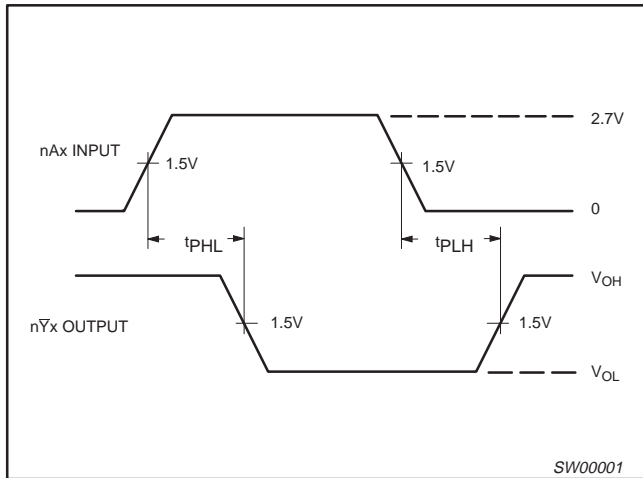 2.7V
nAx INPUT
1.5V
1.5V
0
tPHL
tPLH
VOH
nY̅x OUTPUT
1.5V
1.5V
VOL
SW00001